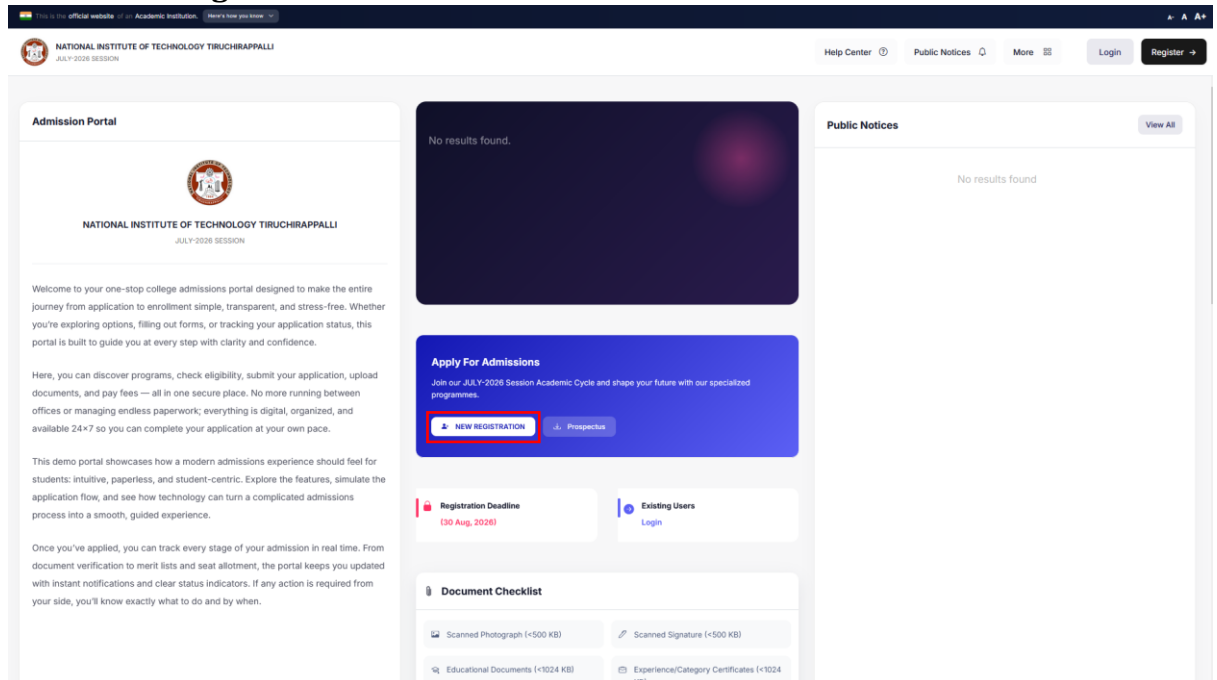 This is the official website of an Academic Institution. Here's how you know
A- A A+
NATIONAL INSTITUTE OF TECHNOLOGY TIRUCHIRAPPALLI
JULY-2026 SESSION
Help Center
Public Notices
More
Login
Register →
Admission Portal
NATIONAL INSTITUTE OF TECHNOLOGY TIRUCHIRAPPALLI
JULY-2026 SESSION
Welcome to your one-stop college admissions portal designed to make the entire
journey from application to enrollment simple, transparent, and stress-free. Whether
you're exploring options, filling out forms, or tracking your application status, this
portal is built to guide you at every step with clarity and confidence.
Here, you can discover programs, check eligibility, submit your application, upload
documents, and pay fees — all in one secure place. No more running between
offices or managing endless paperwork; everything is digital, organized, and
available 24×7 so you can complete your application at your own pace.
This demo portal showcases how a modern admissions experience should feel for
students: intuitive, paperless, and student-centric. Explore the features, simulate the
application flow, and see how technology can turn a complicated admissions
process into a smooth, guided experience.
Once you've applied, you can track every stage of your admission in real time. From
document verification to merit lists and seat allotment, the portal keeps you updated
with instant notifications and clear status indicators. If any action is required from
your side, you'll know exactly what to do and by when.
No results found.
Apply For Admissions
Join our JULY-2026 Session Academic Cycle and shape your future with our specialized
programmes.
NEW REGISTRATION
Prospectus
Registration Deadline
(30 Aug, 2026)
Existing Users
Login
Document Checklist
Scanned Photograph (<500 KB)
Scanned Signature (<500 KB)
Educational Documents (<1024 KB)
Experience/Category Certificates (<1024
Public Notices
View All
No results found